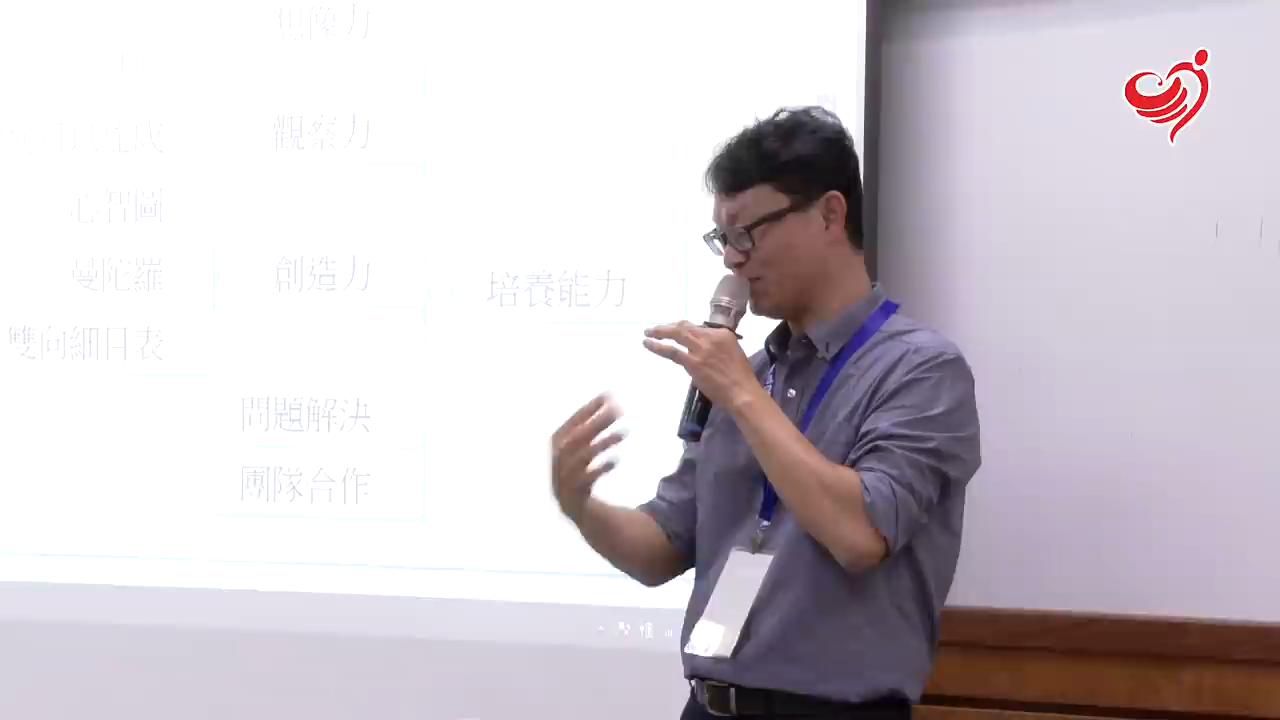 想像力
觀察力
心智圖
曼陀羅
創造力
培養能力
雙向細目表
問題解決
團隊合作